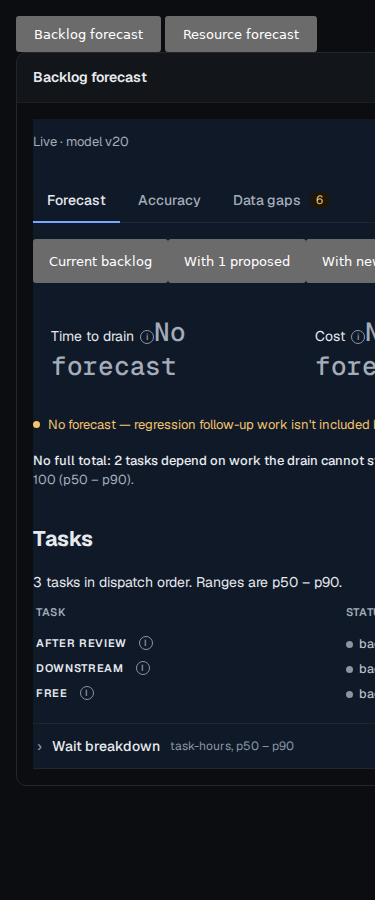 Backlog forecast Resource forecast
Backlog forecast
Live · model v20
Forecast Accuracy Data gaps 6
Current backlog With 1 proposed With new
Time to drain No
forecast
Cost
fore
No forecast — regression follow-up work isn't included
No full total: 2 tasks depend on work the drain cannot
100 (p50 – p90).
Tasks
3 tasks in dispatch order. Ranges are p50 – p90.
TASK STATU
AFTER REVIEW ba
DOWNSTREAM ba
FREE ba
› Wait breakdown task-hours, p50 – p90